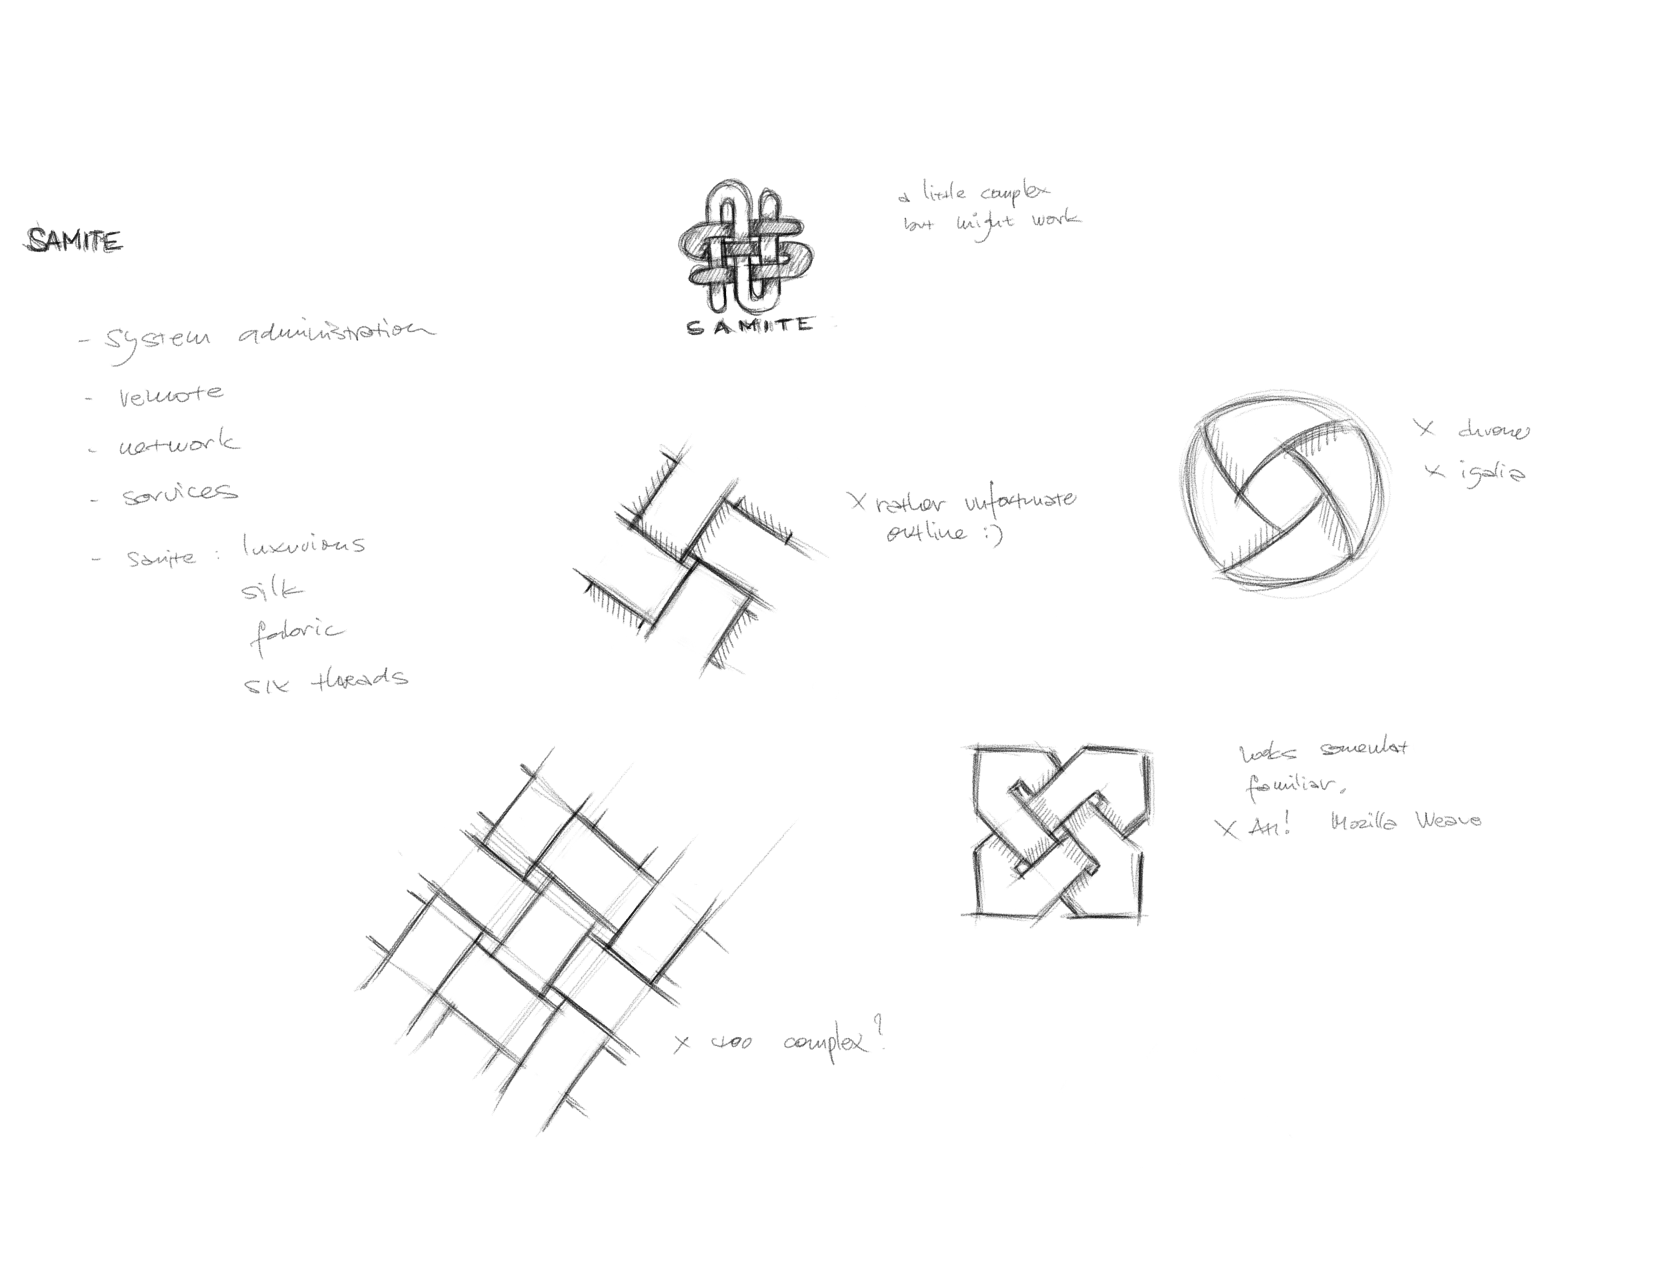 SAMITE
- System administration
- remote
- network
- services
- samite : luxurious
silk
fabric
six threads
SAMITE
a little complex
but might work
X rather unfortunate
outline :)
X chrome
X igalia
X too complex?
looks somewhat
familiar.
X Ah! Mozilla Weave